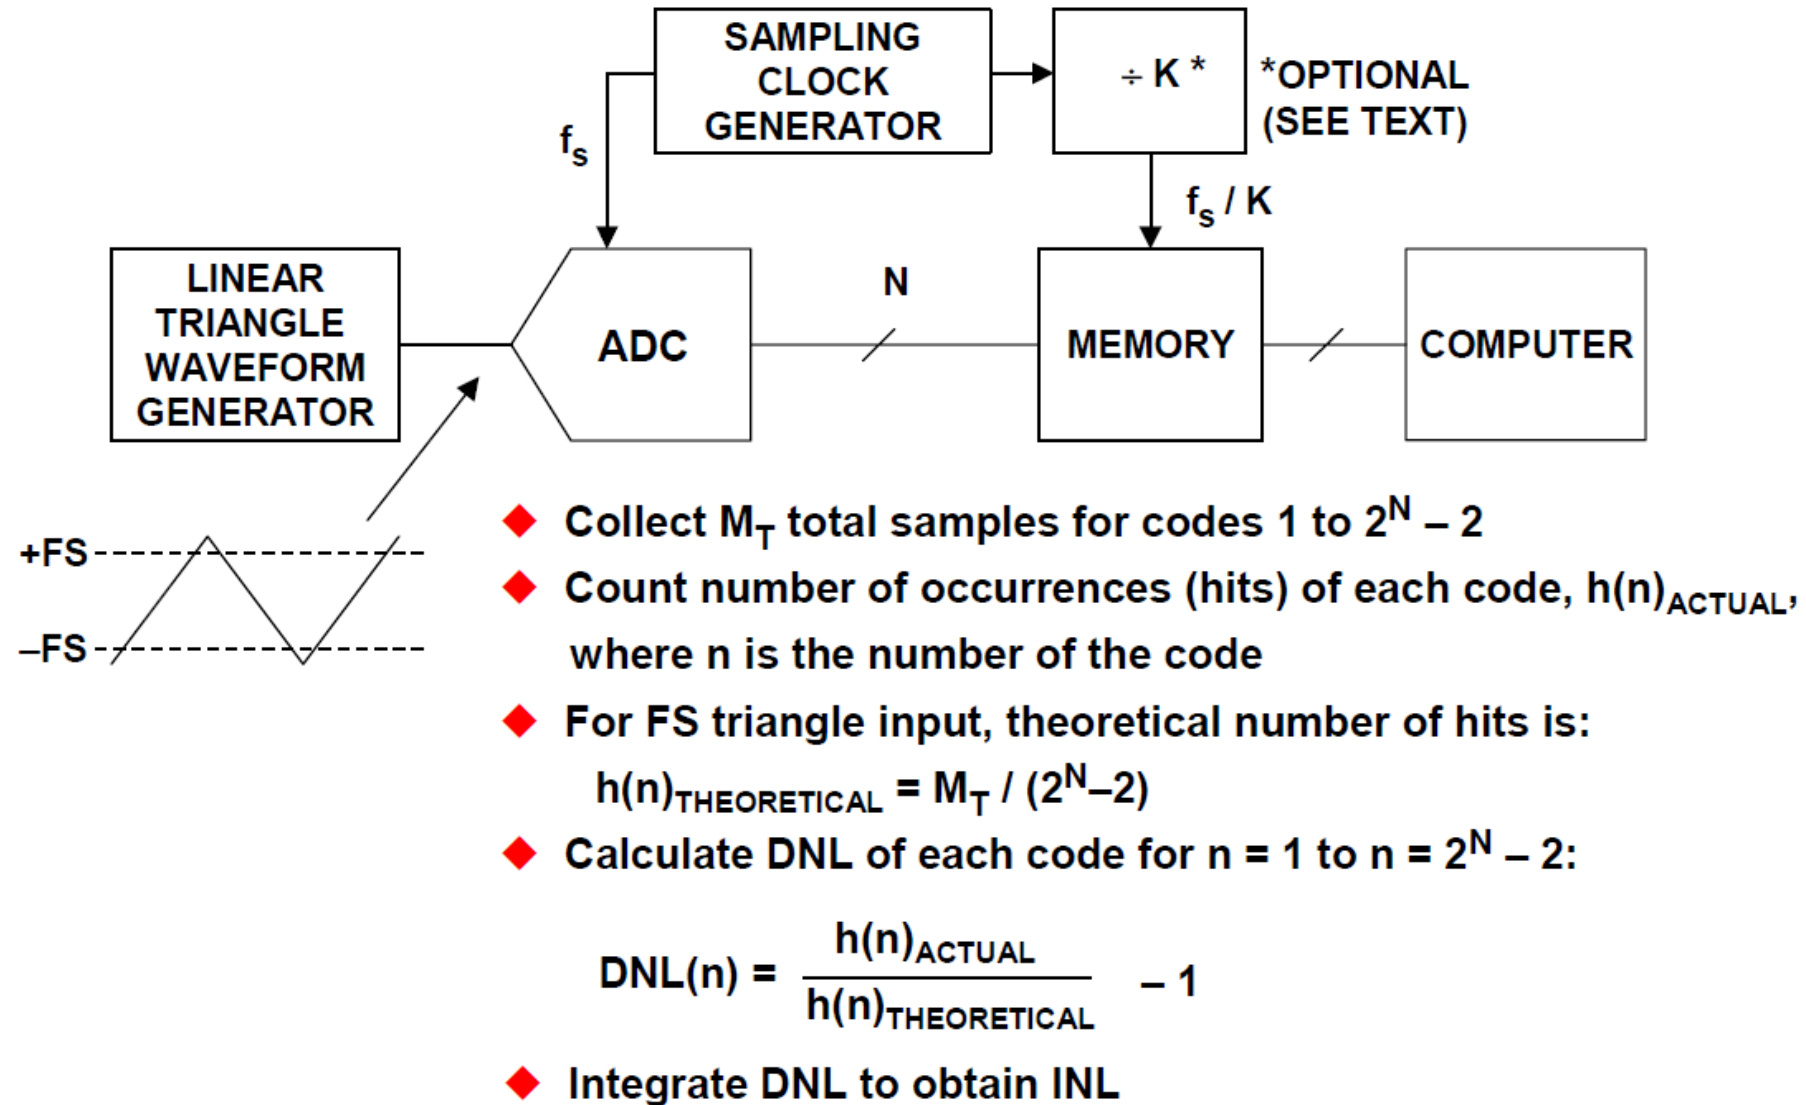 SAMPLING
CLOCK
GENERATOR
÷ K *
*OPTIONAL
(SEE TEXT)
fs
fs / K
LINEAR
TRIANGLE
WAVEFORM
GENERATOR
ADC
N
MEMORY
COMPUTER
+FS
–FS
◆ Collect MT total samples for codes 1 to 2^N – 2
◆ Count number of occurrences (hits) of each code, h(n)ACTUAL,
where n is the number of the code
◆ For FS triangle input, theoretical number of hits is:
h(n)THEORETICAL = MT / (2^N–2)
◆ Calculate DNL of each code for n = 1 to n = 2^N – 2:
DNL(n) = h(n)ACTUAL / h(n)THEORETICAL – 1
◆ Integrate DNL to obtain INL